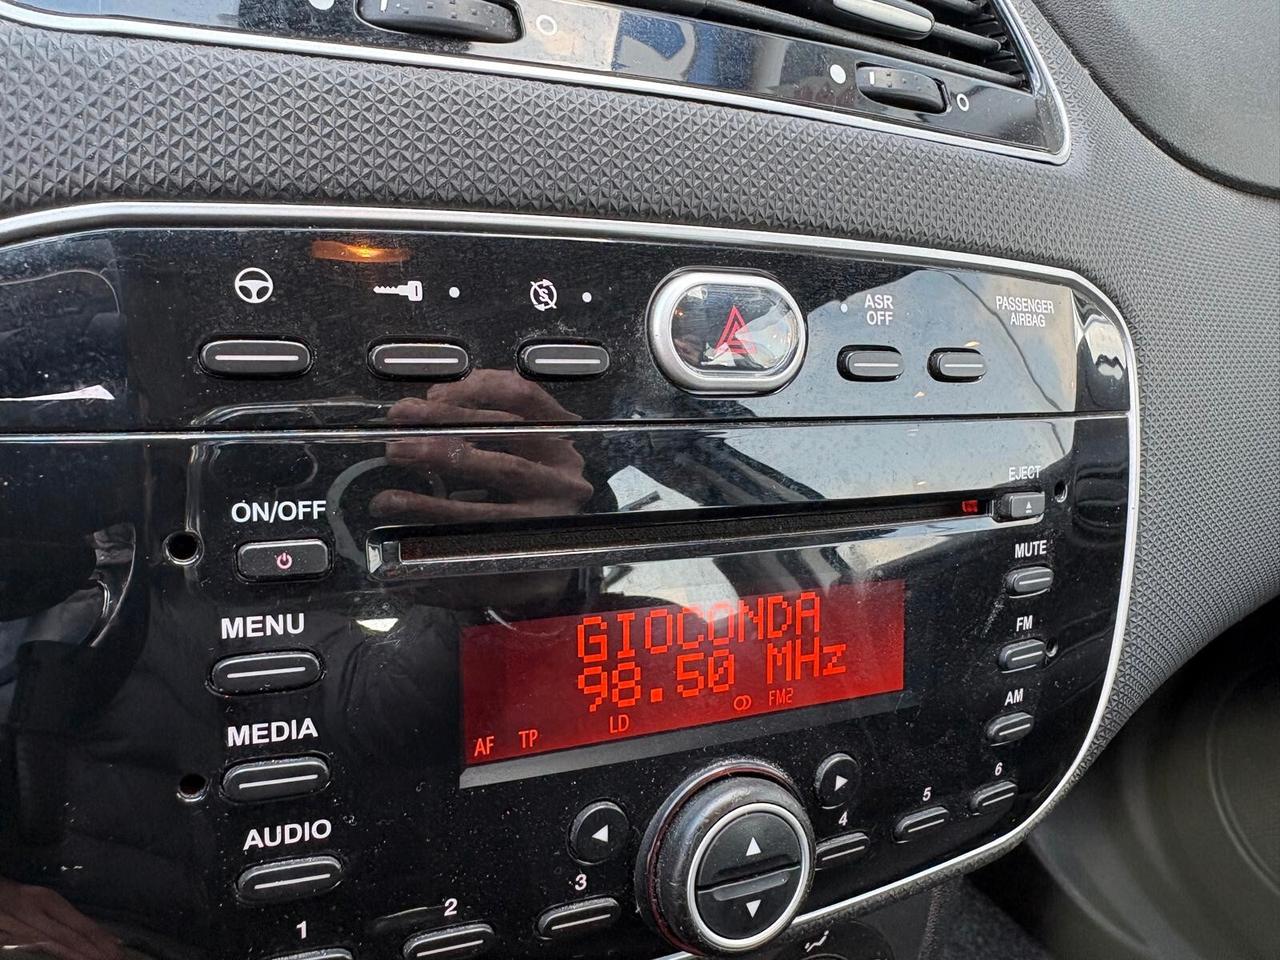 ASR
OFF
PASSENGER
AIRBAG
EJECT
ON/OFF
MUTE
GIOCONDA
98.50 MHz
FM
MENU
AF TP LD FM2
AM
MEDIA
6
5
4
AUDIO
3
2
1